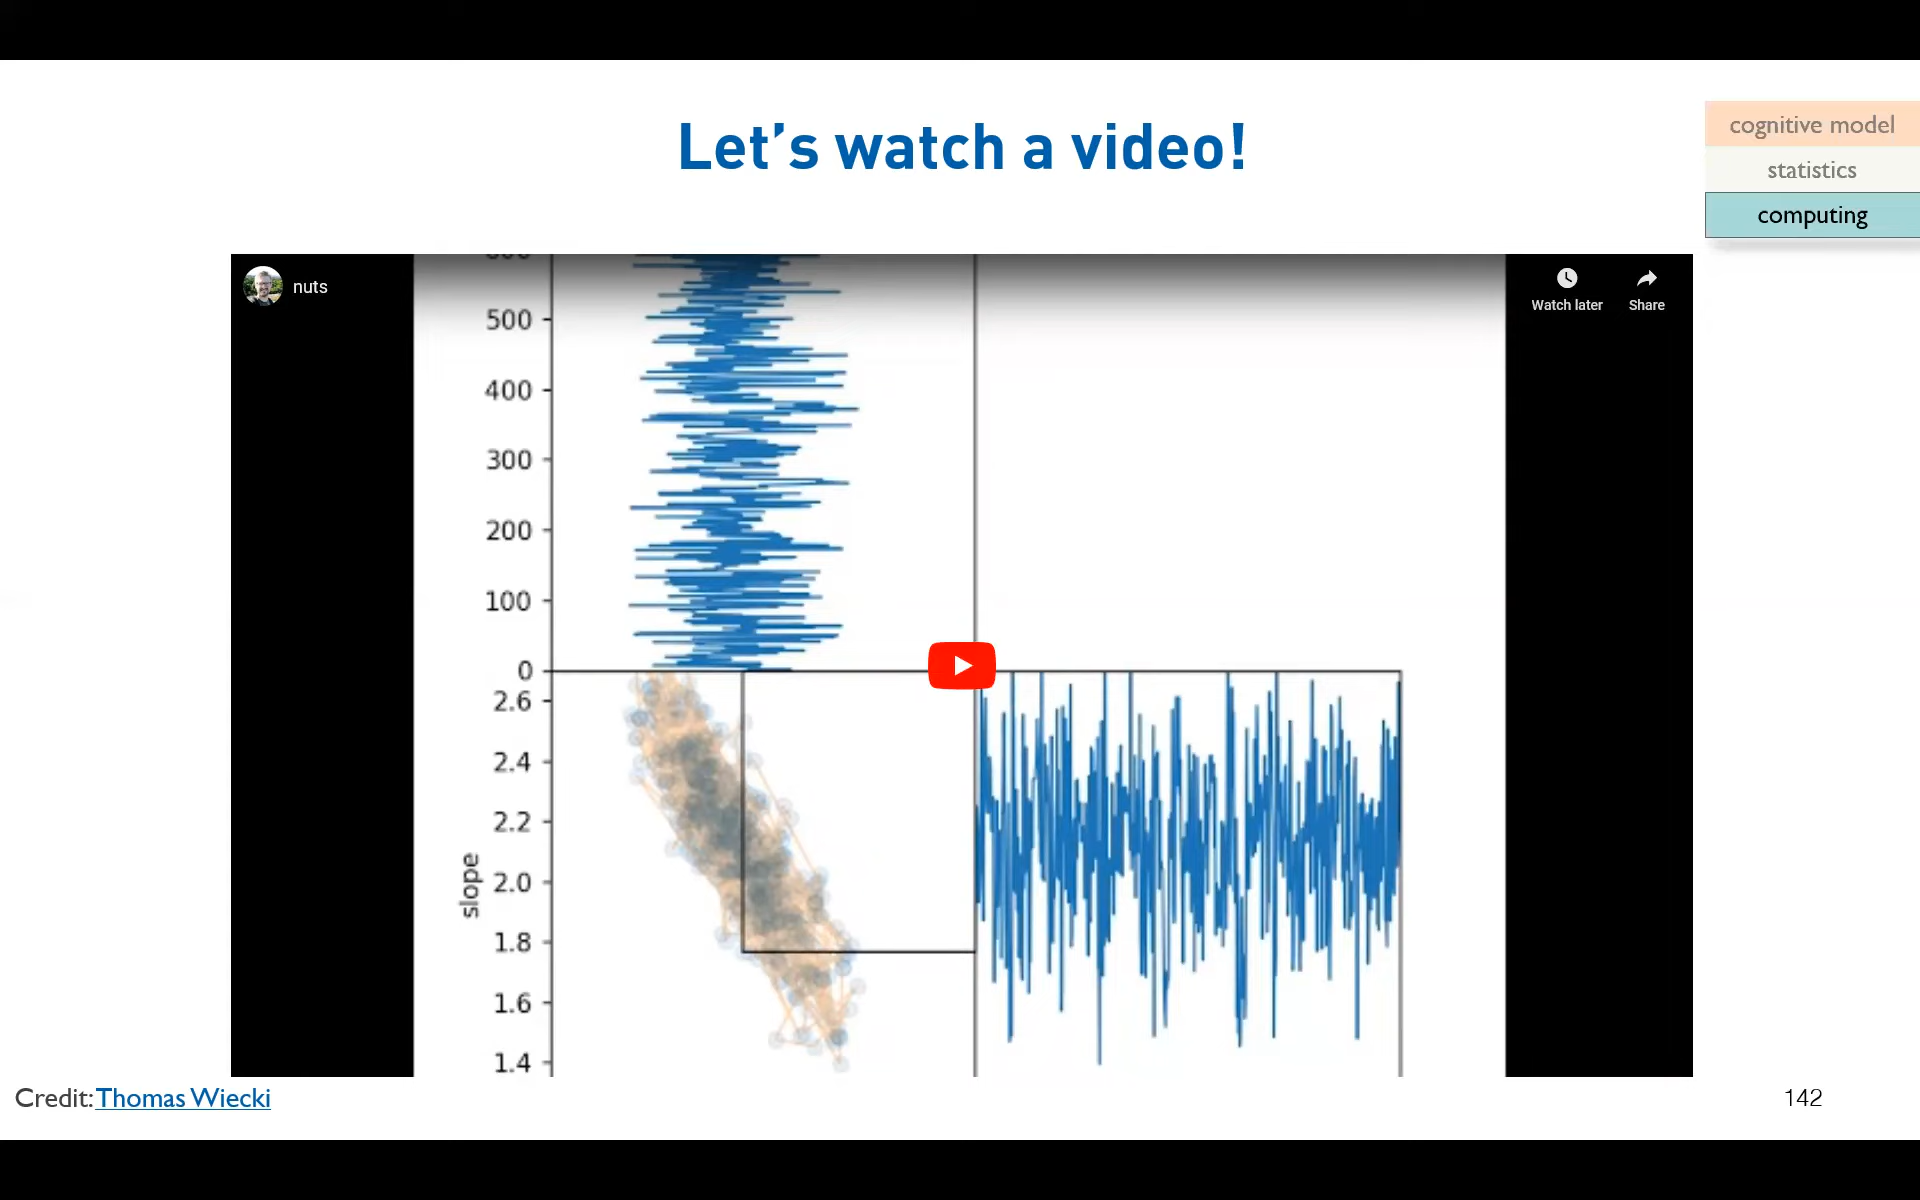 Let's watch a video!
cognitive model
statistics
computing
nuts
Watch later
Share
500
400
300
200
100
0
2.6
2.4
2.2
2.0
1.8
1.6
1.4
slope
Credit: Thomas Wiecki
142